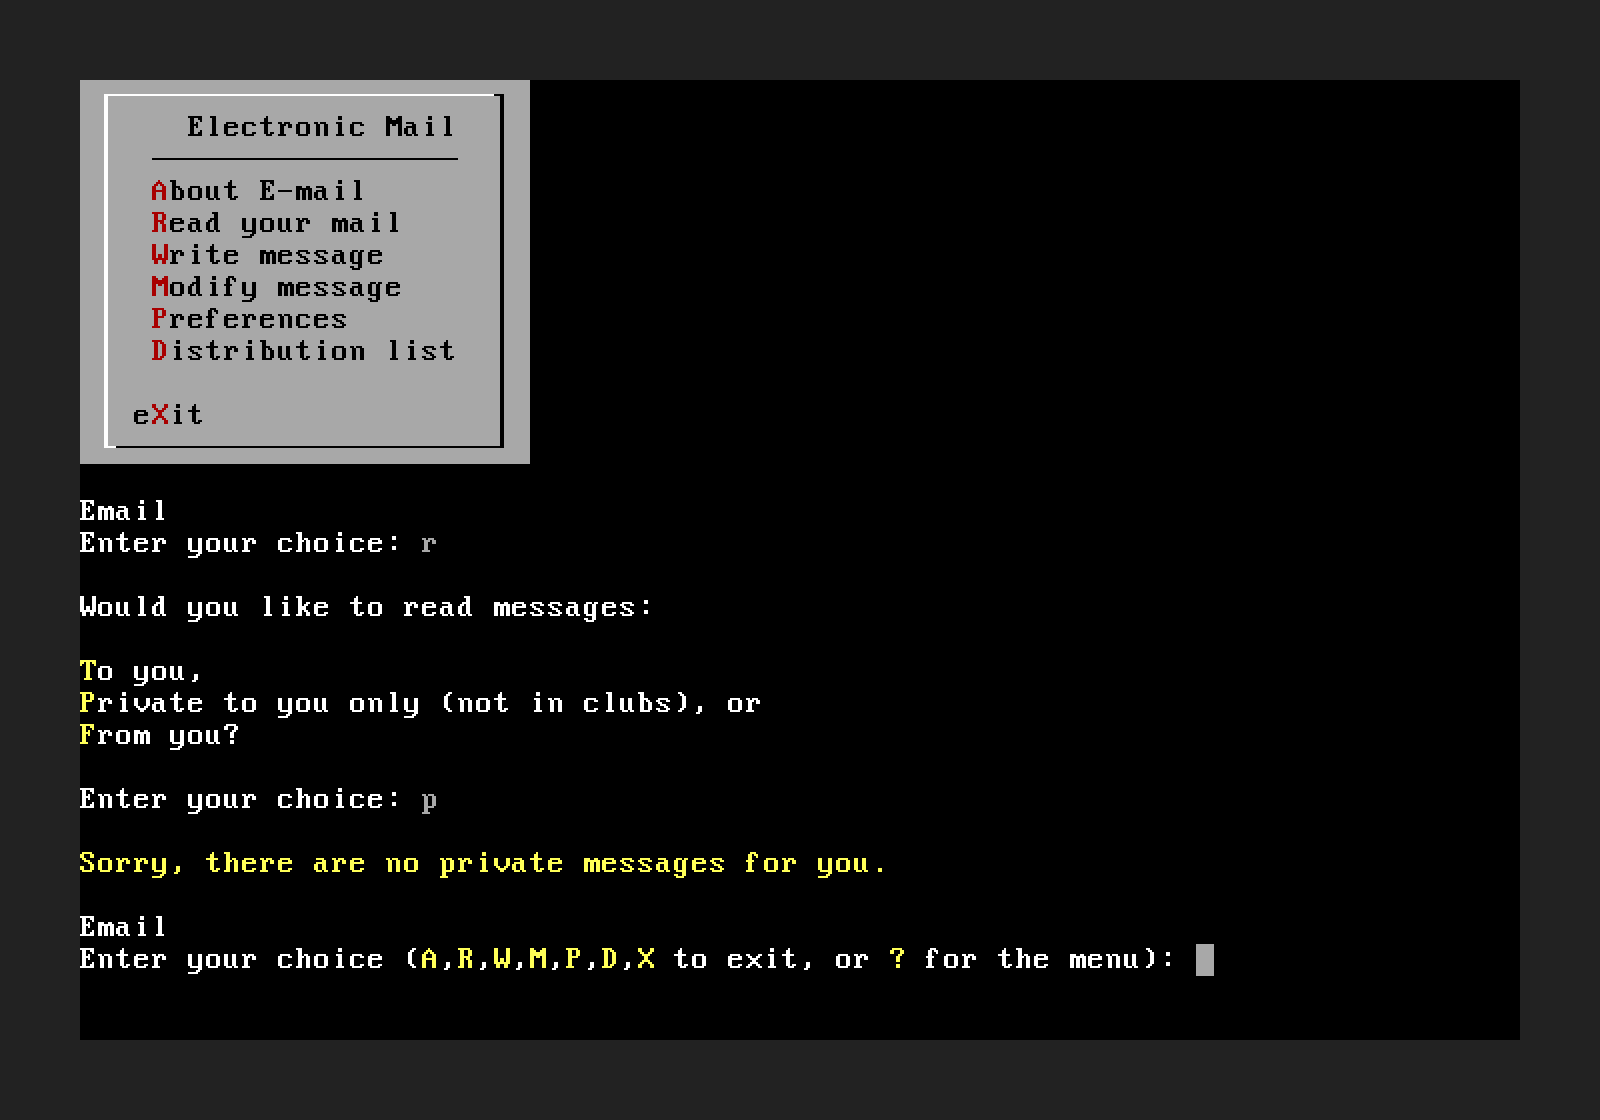 Electronic Mail
About E-mail
Read your mail
Write message
Modify message
Preferences
Distribution list
eXit
Email
Enter your choice: r
Would you like to read messages:
To you,
Private to you only (not in clubs), or
From you?
Enter your choice: p
Sorry, there are no private messages for you.
Email
Enter your choice (A,R,W,M,P,D,X to exit, or ? for the menu):